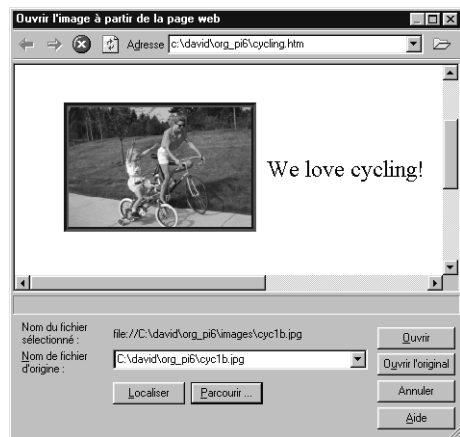 Ouvrir l'image à partir de la page web
Adresse c:\david\org_pi6\cycling.htm
We love cycling!
Nom du fichier
sélectionné :
file://C:\david\org_pi6\images\cyc1b.jpg
Nom de fichier
d'origine :
C:\david\org_pi6\cyc1b.jpg
Localiser
Parcourir ...
Ouvrir
Ouvrir l'original
Annuler
Aide